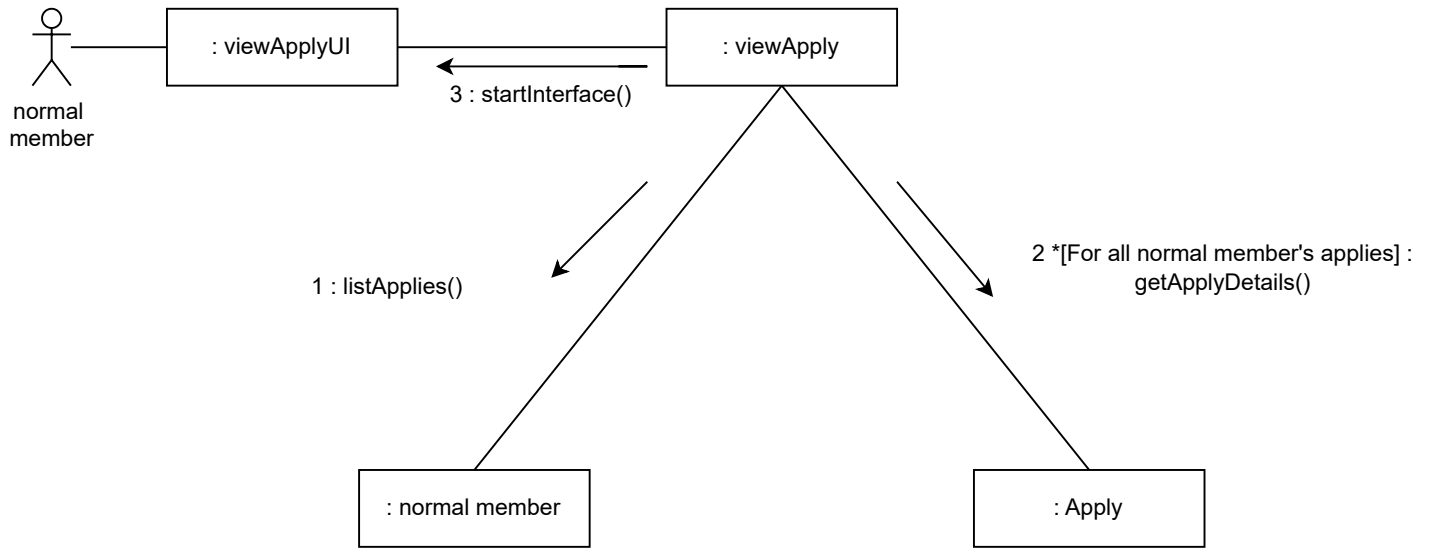 : viewApplyUI
: viewApply
3 : startInterface()
normal
member
1 : listApplies()
2 *[For all normal member's applies] :
getApplyDetails()
: normal member
: Apply